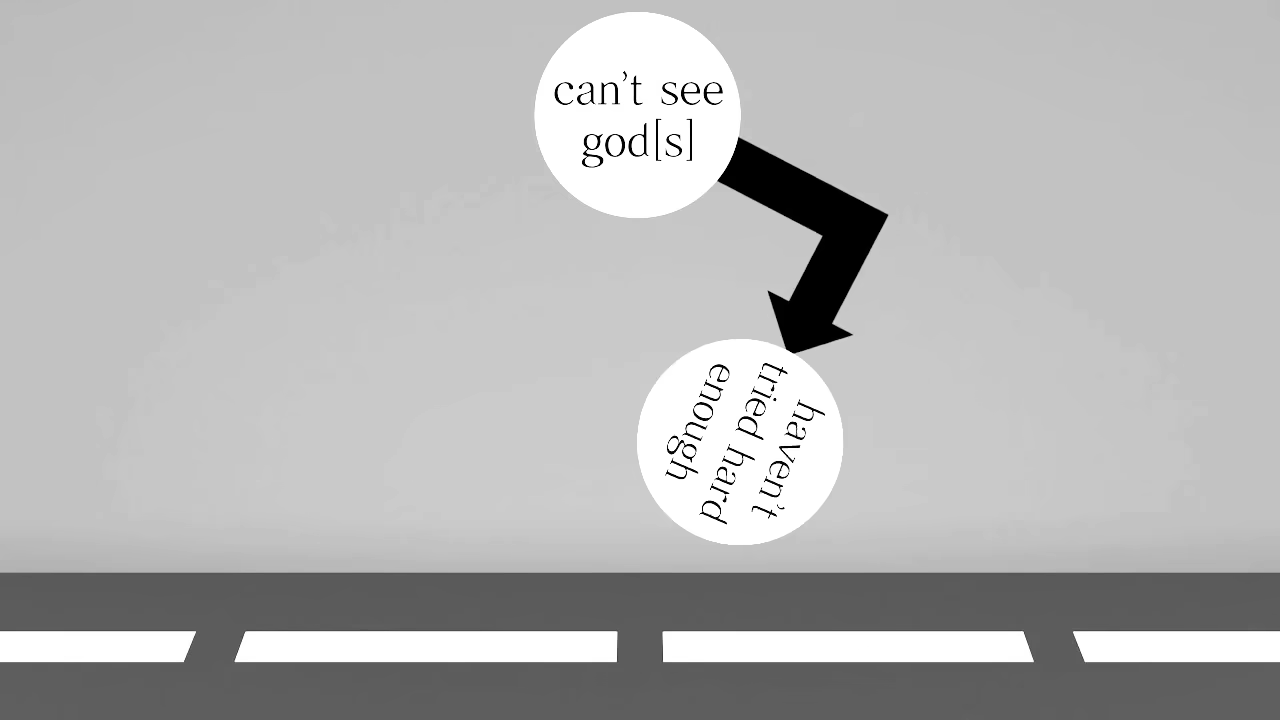 can’t see
god[s]
haven’t
tried hard
enough